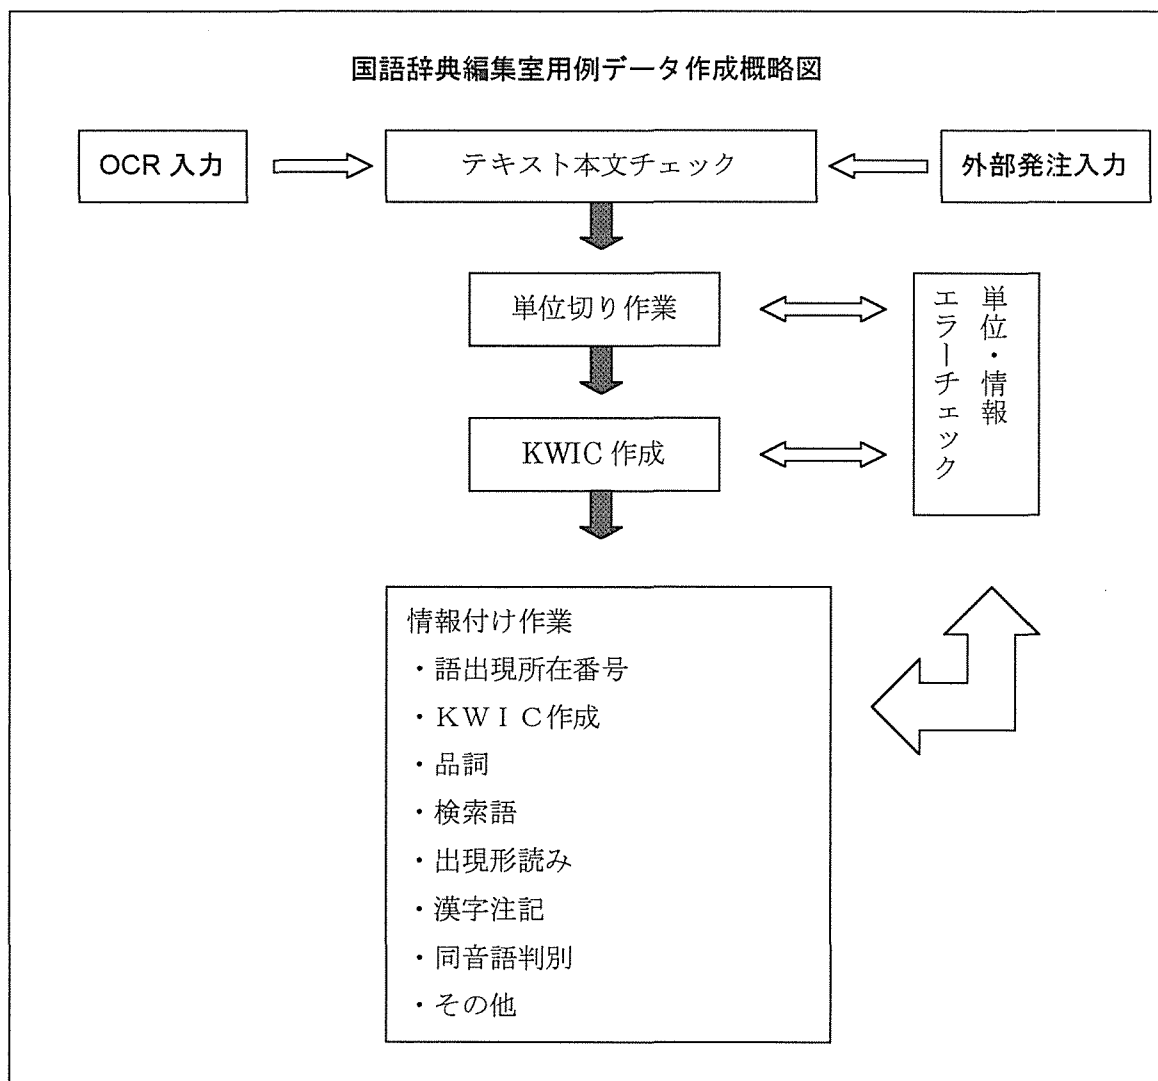 国語辞典編集室用例データ作成概略図
OCR 入力
テキスト本文チェック
外部発注入力
単位切り作業
単位・情報
エラーチェック
KWIC 作成
情報付け作業
・語出現所在番号
・ＫＷＩＣ作成
・品詞
・検索語
・出現形読み
・漢字注記
・同音語判別
・その他